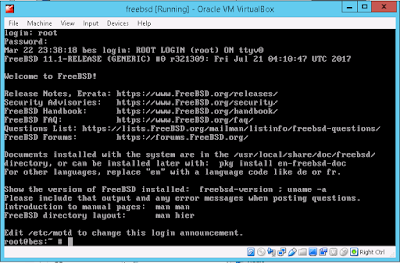 freebsd [Running] - Oracle VM VirtualBox
File Machine View Input Devices Help
login: root
Password:
Mar 22 23:38:18 bes login: ROOT LOGIN (root) ON ttyv0
FreeBSD 11.1-RELEASE (GENERIC) #0 r321309: Fri Jul 21 04:10:47 UTC 2017
Welcome to FreeBSD!
Release Notes, Errata: https://www.FreeBSD.org/releases/
Security Advisories: https://www.FreeBSD.org/security/
FreeBSD Handbook: https://www.FreeBSD.org/handbook/
FreeBSD FAQ: https://www.FreeBSD.org/faq/
Questions List: https://lists.FreeBSD.org/mailman/listinfo/freebsd-questions/
FreeBSD Forums: https://forums.FreeBSD.org/
Documents installed with the system are in the /usr/local/share/doc/freebsd/
directory, or can be installed later with: pkg install en-freebsd-doc
For other languages, replace "en" with a language code like de or fr.
Show the version of FreeBSD installed: freebsd-version ; uname -a
Please include that output and any error messages when posting questions.
Introduction to manual pages: man man
FreeBSD directory layout: man hier
Edit /etc/motd to change this login announcement.
root@bes:~ #
Right Ctrl